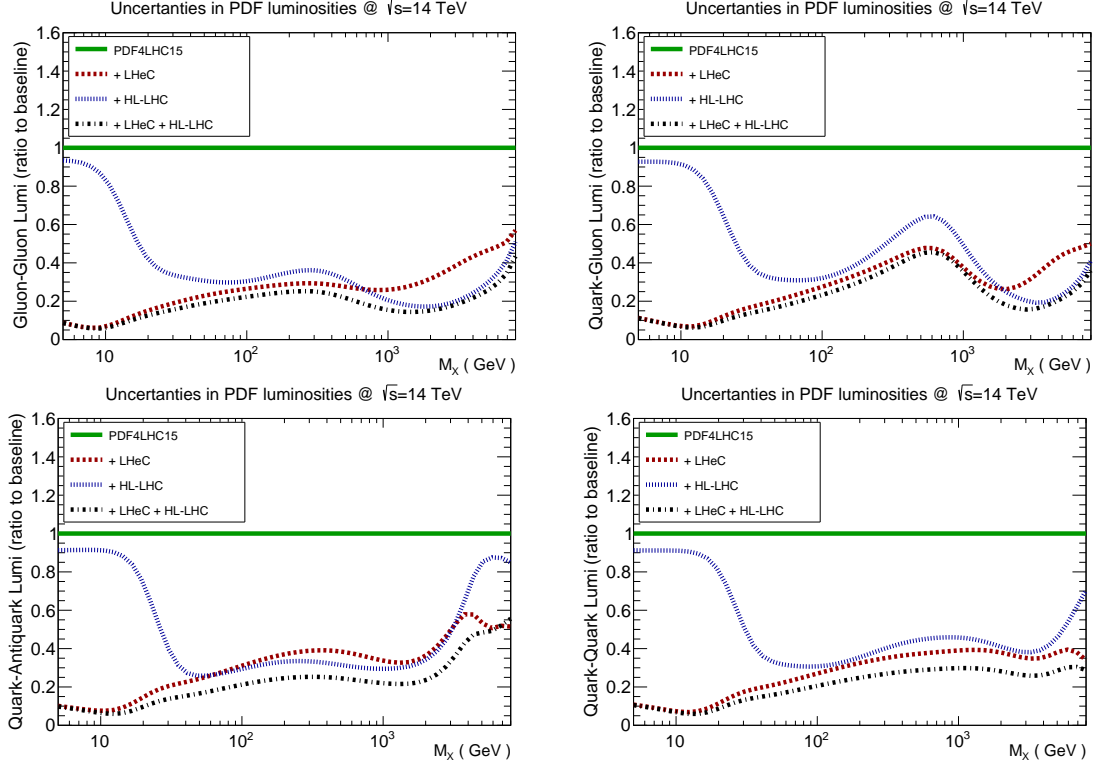 Uncertanties in PDF luminosities @ √s=14 TeV
Gluon-Gluon Lumi (ratio to baseline)
1.6
1.4
1.2
1
0.8
0.6
0.4
0.2
0
PDF4LHC15
+ LHeC
+ HL-LHC
+ LHeC + HL-LHC
10
10²
10³
M_X ( GeV )
Uncertanties in PDF luminosities @ √s=14 TeV
Quark-Gluon Lumi (ratio to baseline)
1.6
1.4
1.2
1
0.8
0.6
0.4
0.2
0
PDF4LHC15
+ LHeC
+ HL-LHC
+ LHeC + HL-LHC
10
10²
10³
M_X ( GeV )
Uncertanties in PDF luminosities @ √s=14 TeV
Quark-Antiquark Lumi (ratio to baseline)
1.6
1.4
1.2
1
0.8
0.6
0.4
0.2
0
PDF4LHC15
+ LHeC
+ HL-LHC
+ LHeC + HL-LHC
10
10²
10³
M_X ( GeV )
Uncertanties in PDF luminosities @ √s=14 TeV
Quark-Quark Lumi (ratio to baseline)
1.6
1.4
1.2
1
0.8
0.6
0.4
0.2
0
PDF4LHC15
+ LHeC
+ HL-LHC
+ LHeC + HL-LHC
10
10²
10³
M_X ( GeV )